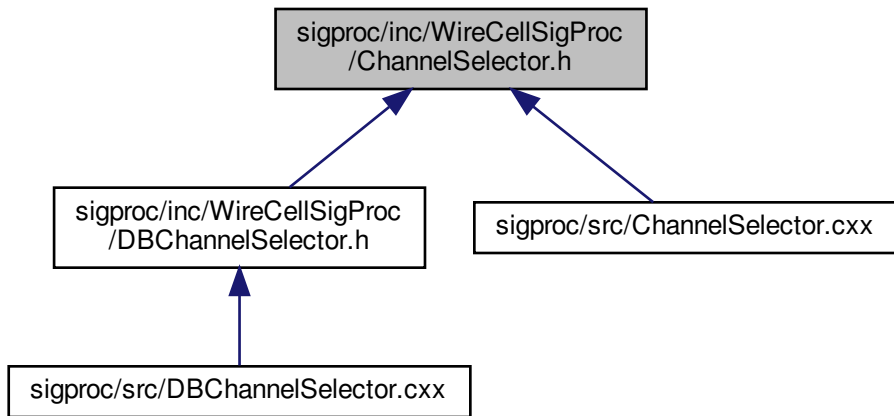 sigproc/inc/WireCellSigProc
/ChannelSelector.h
sigproc/inc/WireCellSigProc
/DBChannelSelector.h
sigproc/src/ChannelSelector.cxx
sigproc/src/DBChannelSelector.cxx